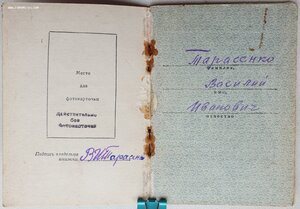 Место
для
фотокарточки
ДЕЙСТВИТЕЛЬНО
БЕЗ
ФОТОКАРТОЧКИ
Подпись владельца
книжки
Тарасенко
Фамилия
Василий
имя
Иванович
отчество